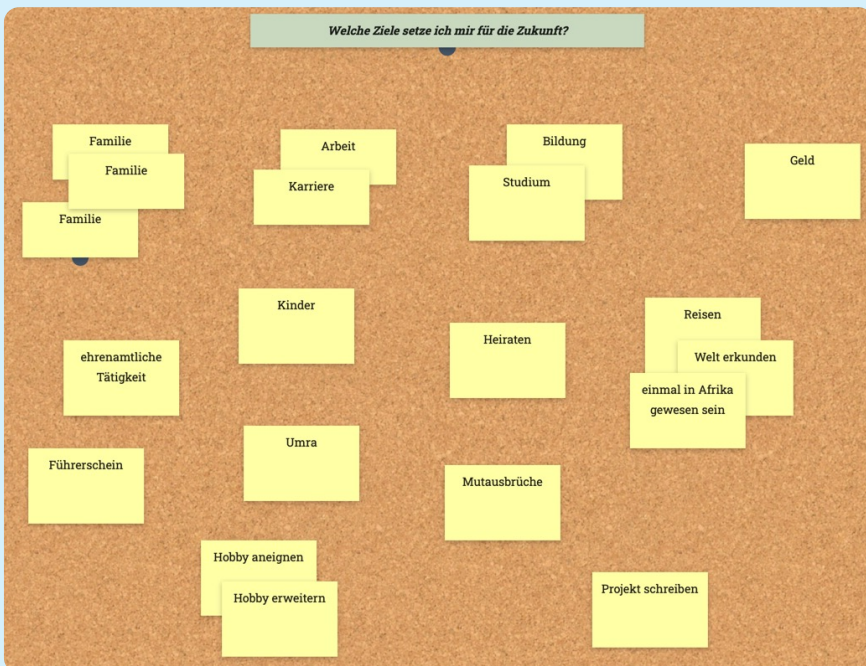 Welche Ziele setze ich mir für die Zukunft?
Familie
Familie
Familie
Arbeit
Karriere
Bildung
Studium
Geld
Kinder
Heiraten
Reisen
Welt erkunden
einmal in Afrika
gewesen sein
ehrenamtliche
Tätigkeit
Führerschein
Umra
Mutausbrüche
Hobby aneignen
Hobby erweitern
Projekt schreiben